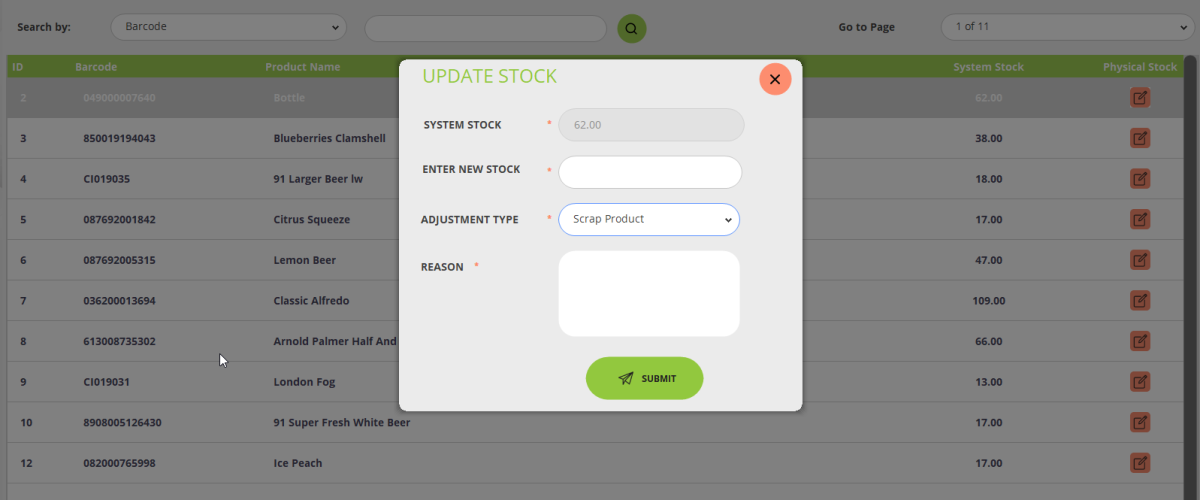 Search by: Barcode Go to Page 1 of 11
ID Barcode Product Name System Stock Physical Stock
2 049000007640 Bottle 62.00
3 850019194043 Blueberries Clamshell 38.00
4 CI019035 91 Larger Beer lw 18.00
5 087692001842 Citrus Squeeze 17.00
6 087692005315 Lemon Beer 47.00
7 036200013694 Classic Alfredo 109.00
8 613008735302 Arnold Palmer Half And 66.00
9 CI019031 London Fog 13.00
10 8908005126430 91 Super Fresh White Beer 17.00
12 082000765998 Ice Peach 17.00
UPDATE STOCK
SYSTEM STOCK * 62.00
ENTER NEW STOCK *
ADJUSTMENT TYPE * Scrap Product
REASON *
SUBMIT